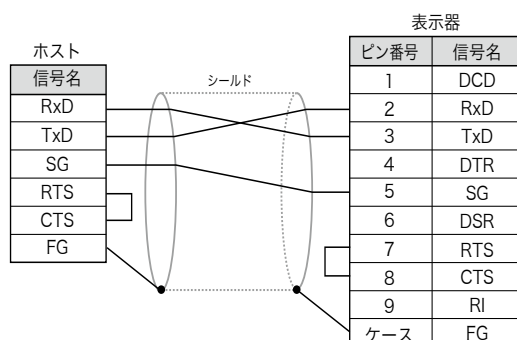 表示器
ホスト
ピン番号 信号名
信号名
シールド
1 DCD
RxD
2 RxD
TxD
3 TxD
SG
4 DTR
RTS
5 SG
CTS
6 DSR
FG
7 RTS
8 CTS
9 RI
ケース FG